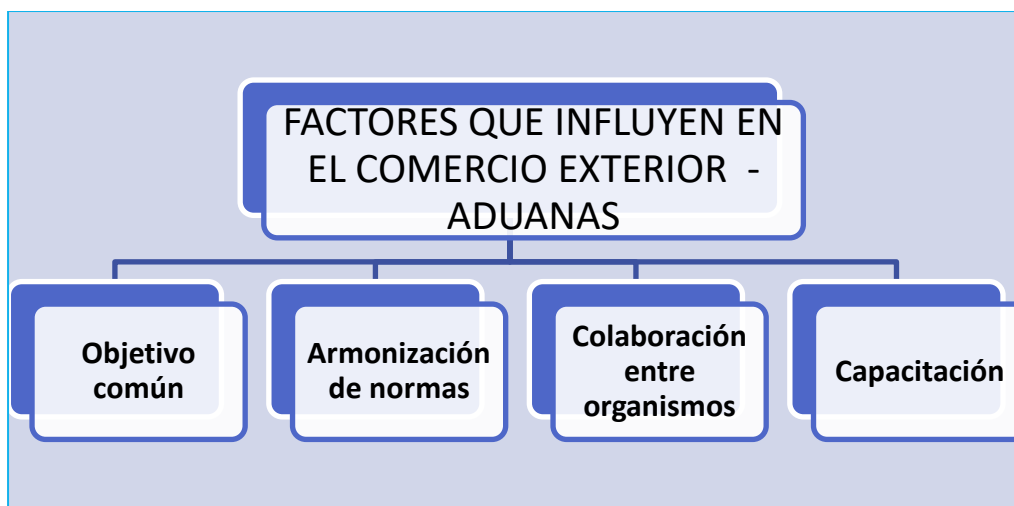 FACTORES QUE INFLUYEN EN
EL COMERCIO EXTERIOR -
ADUANAS
Objetivo
común
Armonización
de normas
Colaboración
entre
organismos
Capacitación